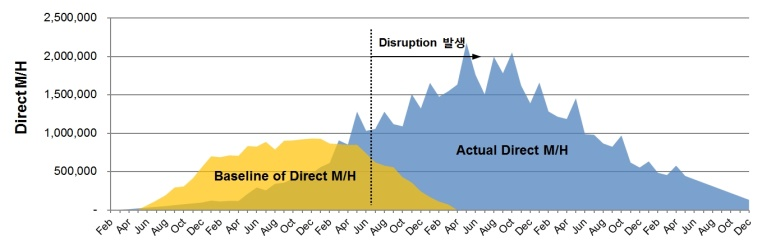 Direct M/H
2,500,000
2,000,000
1,500,000
1,000,000
500,000
-
Disruption 발생
Baseline of Direct M/H
Actual Direct M/H
Feb Apr Jun Aug Oct Dec Feb Apr Jun Aug Oct Dec Feb Apr Jun Aug Oct Dec Feb Apr Jun Aug Oct Dec Feb Apr Jun Aug Oct Dec Feb Apr Jun Aug Oct Dec